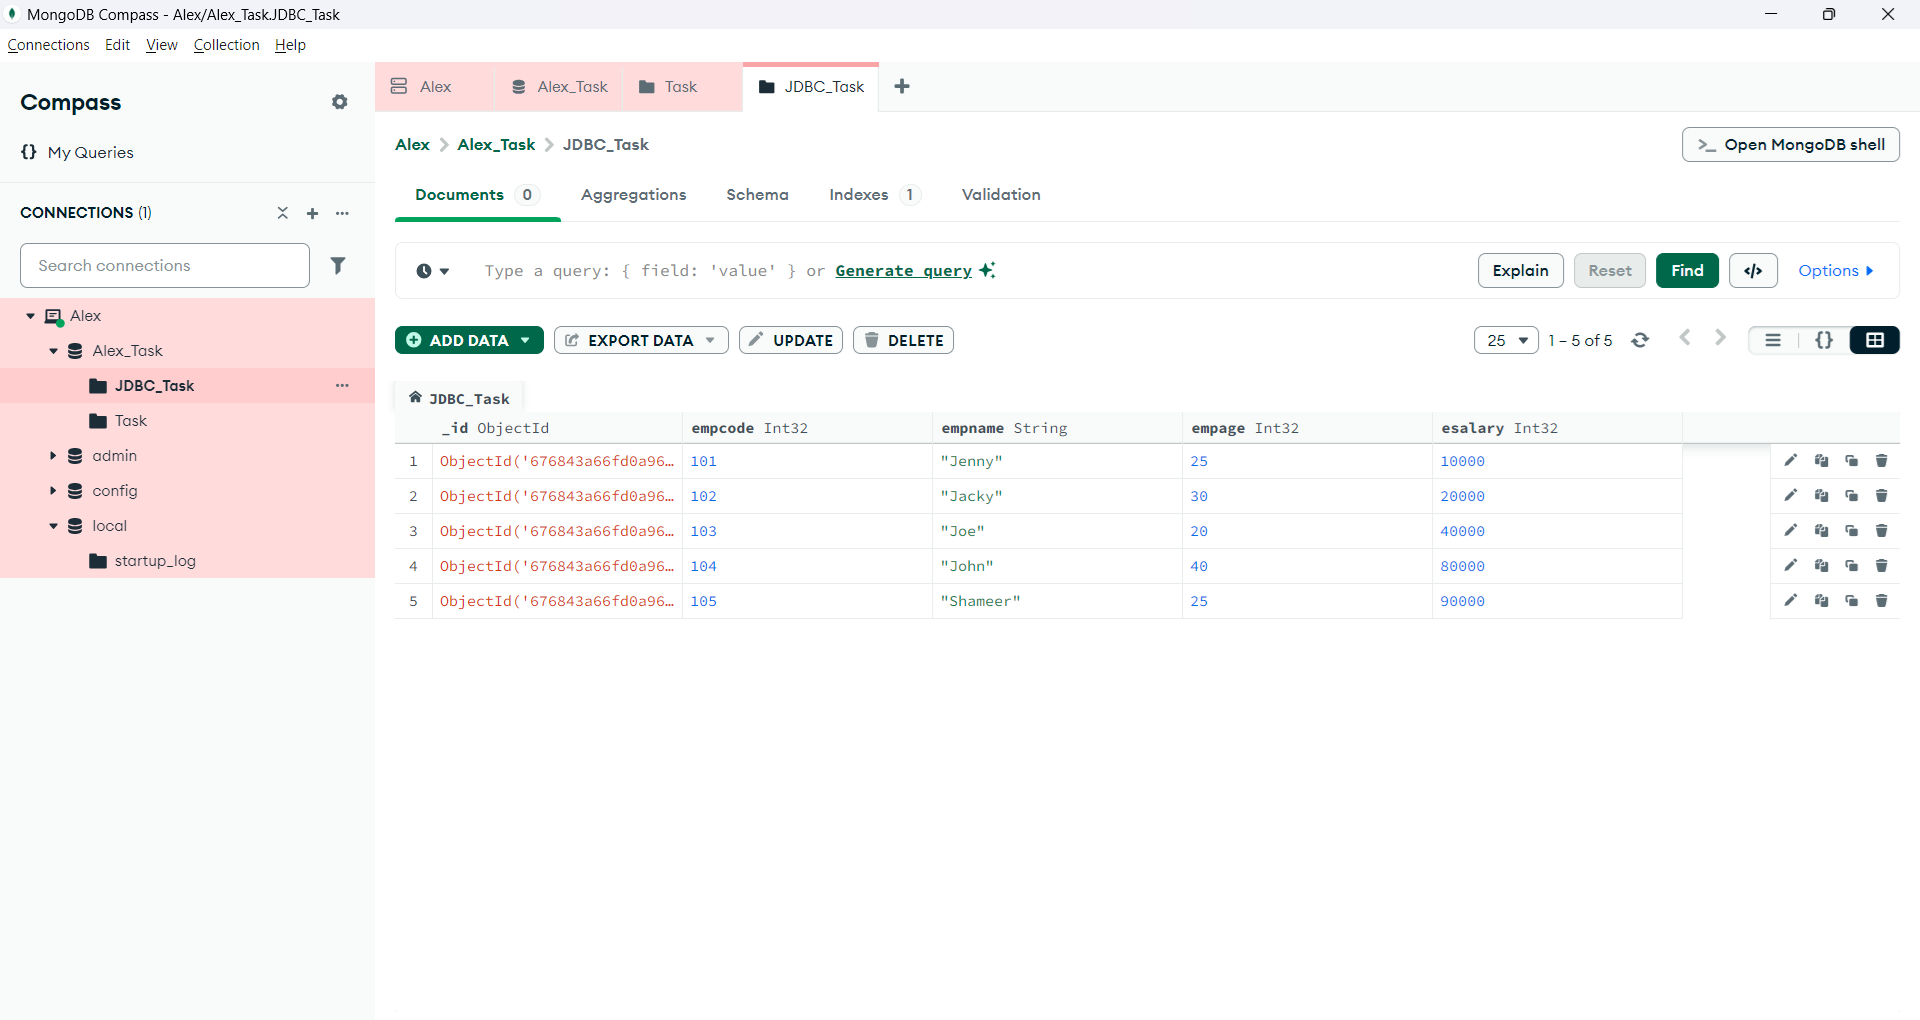 MongoDB Compass - Alex/Alex_Task.JDBC_Task
Connections Edit View Collection Help
Compass
{} My Queries
CONNECTIONS (1)
Search connections
Alex
Alex_Task
JDBC_Task
Task
admin
config
local
startup_log
Alex Alex_Task Task JDBC_Task
Alex > Alex_Task > JDBC_Task
>_ Open MongoDB shell
Documents 0 Aggregations Schema Indexes 1 Validation
Type a query: { field: 'value' } or Generate query
Explain Reset Find </> Options
ADD DATA EXPORT DATA UPDATE DELETE
25 1 – 5 of 5 {}
JDBC_Task
_id ObjectId empcode Int32 empname String empage Int32 esalary Int32
1 ObjectId('676843a66fd0a96… 101 "Jenny" 25 10000
2 ObjectId('676843a66fd0a96… 102 "Jacky" 30 20000
3 ObjectId('676843a66fd0a96… 103 "Joe" 20 40000
4 ObjectId('676843a66fd0a96… 104 "John" 40 80000
5 ObjectId('676843a66fd0a96… 105 "Shameer" 25 90000